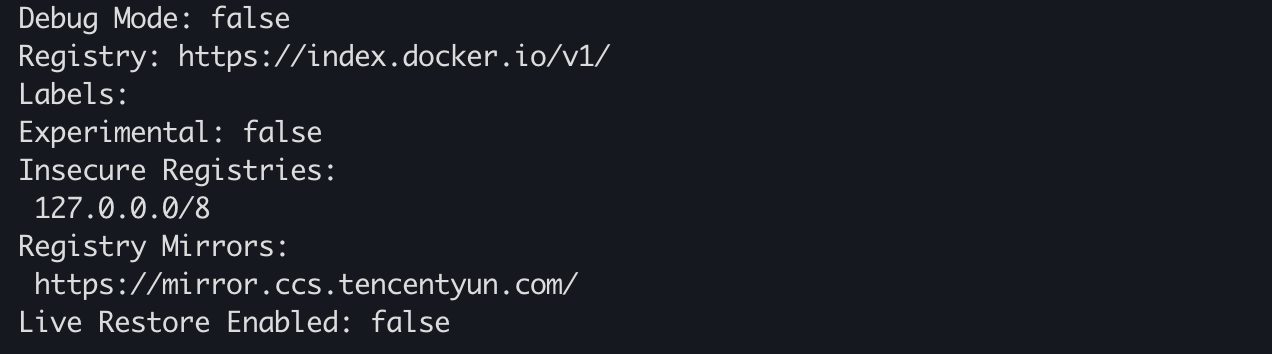 Debug Mode: false
Registry: https://index.docker.io/v1/
Labels:
Experimental: false
Insecure Registries:
 127.0.0.0/8
Registry Mirrors:
 https://mirror.ccs.tencentyun.com/
Live Restore Enabled: false